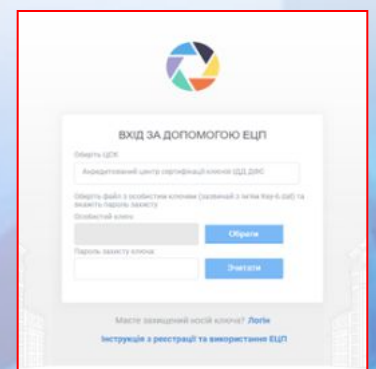 ВХІД ЗА ДОПОМОГОЮ ЕЦП
Оберіть ЦСК
Акредитований центр сертифікації ключів ІДД ДФС
Оберіть файл з особистим ключем (зазвичай з ім'ям Key-6.dat) та
вкажіть пароль захисту
Особистий ключ
Обрати
Пароль захисту ключа
Зчитати
Маєте захищений носій ключа? Логін
Інструкція з реєстрації та використання ЕЦП